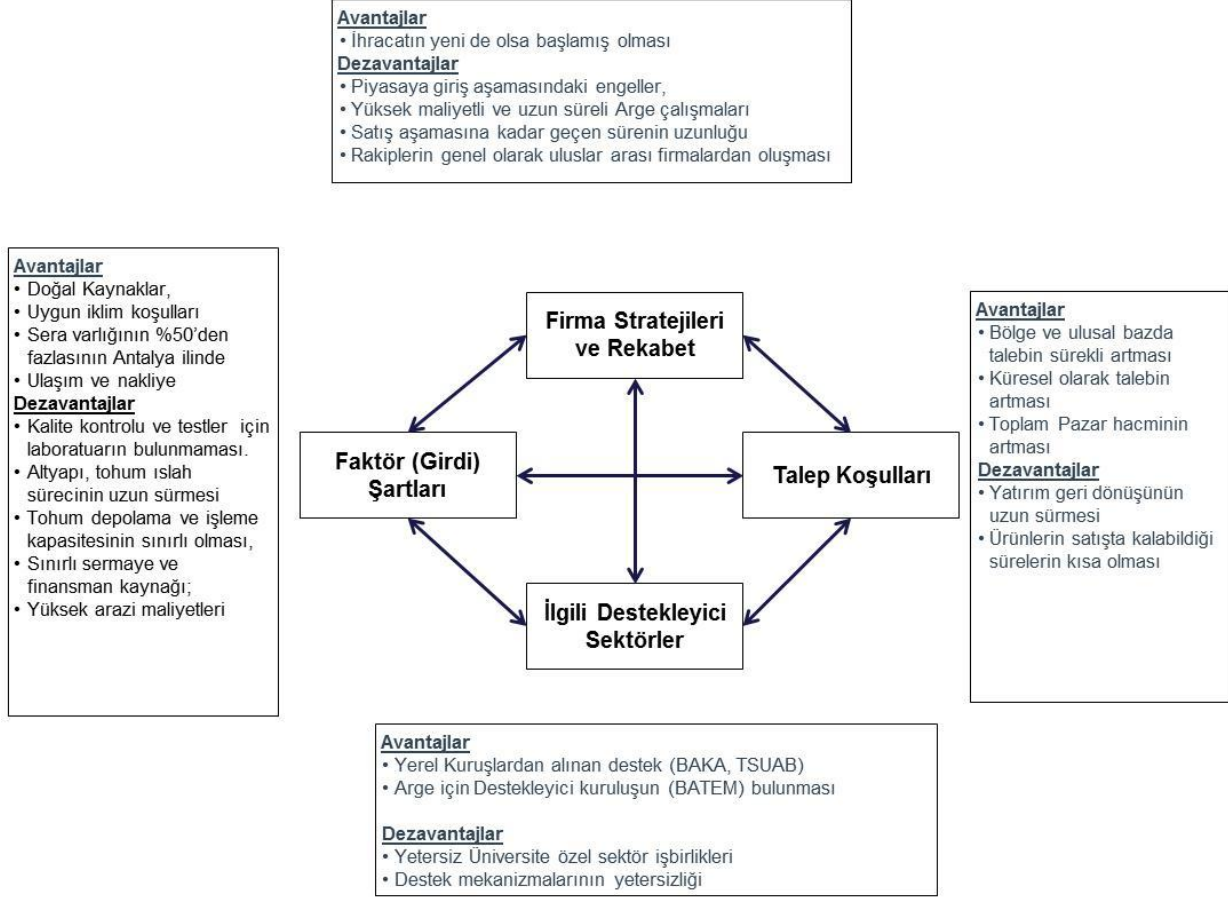 Avantajlar
• İhracatın yeni de olsa başlamış olması
Dezavantajlar
• Piyasaya giriş aşamasındaki engeller,
• Yüksek maliyetli ve uzun süreli Arge çalışmaları
• Satış aşamasına kadar geçen sürenin uzunluğu
• Rakiplerin genel olarak uluslar arası firmalardan oluşması
Avantajlar
• Doğal Kaynaklar,
• Uygun iklim koşulları
• Sera varlığının %50’den
fazlasının Antalya ilinde
• Ulaşım ve nakliye
Dezavantajlar
• Kalite kontrolu ve testler için
laboratuarın bulunmaması.
• Altyapı, tohum ıslah
sürecinin uzun sürmesi
• Tohum depolama ve işleme
kapasitesinin sınırlı olması,
• Sınırlı sermaye ve
finansman kaynağı;
• Yüksek arazi maliyetleri
Firma Stratejileri
ve Rekabet
Faktör (Girdi)
Şartları
Talep Koşulları
İlgili Destekleyici
Sektörler
Avantajlar
• Bölge ve ulusal bazda
talebin sürekli artması
• Küresel olarak talebin
artması
• Toplam Pazar hacminin
artması
Dezavantajlar
• Yatırım geri dönüşünün
uzun sürmesi
• Ürünlerin satışta kalabildiği
sürelerin kısa olması
Avantajlar
• Yerel Kuruşlardan alınan destek (BAKA, TSUAB)
• Arge için Destekleyici kuruluşun (BATEM) bulunması
Dezavantajlar
• Yetersiz Üniversite özel sektör işbirlikleri
• Destek mekanizmalarının yetersizliği